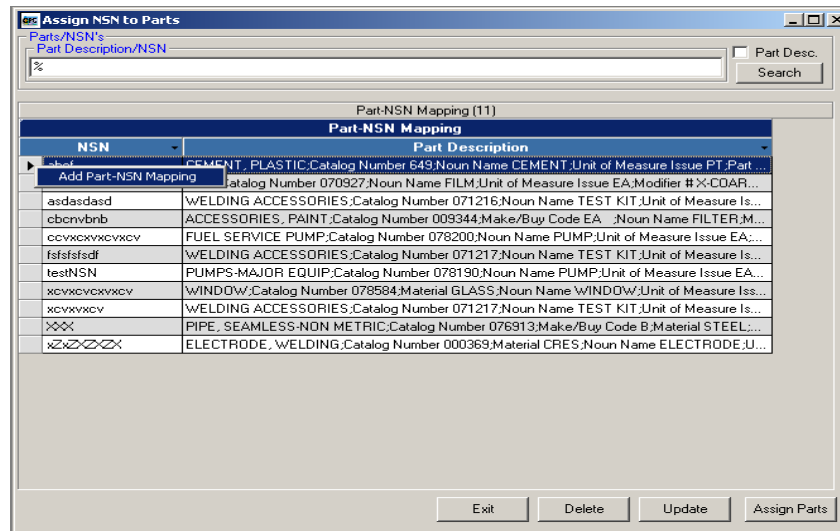 GPC Assign NSN to Parts
Parts/NSN's
Part Description/NSN
Part Desc.
%
Search
Part-NSN Mapping (11)
Part-NSN Mapping
NSN Part Description
CEMENT, PLASTIC;Catalog Number 649;Noun Name CEMENT;Unit of Measure Issue PT;Part ...
Add Part-NSN Mapping Catalog Number 070927;Noun Name FILM;Unit of Measure Issue EA;Modifier # X-COAR...
asdasdasd WELDING ACCESSORIES;Catalog Number 071216;Noun Name TEST KIT;Unit of Measure Is...
cbcnvbnb ACCESSORIES, PAINT;Catalog Number 009344;Make/Buy Code EA ;Noun Name FILTER;M...
ccvxcxvxcvxcv FUEL SERVICE PUMP;Catalog Number 078200;Noun Name PUMP;Unit of Measure Issue EA;...
fsfsfsfsdf WELDING ACCESSORIES;Catalog Number 071217;Noun Name TEST KIT;Unit of Measure Is...
testNSN PUMPS-MAJOR EQUIP;Catalog Number 078190;Noun Name PUMP;Unit of Measure Issue EA...
xcvxcvcxvxcv WINDOW;Catalog Number 078584;Material GLASS;Noun Name WINDOW;Unit of Measure Iss...
xcvxvxcv WELDING ACCESSORIES;Catalog Number 071217;Noun Name TEST KIT;Unit of Measure Is...
XXX PIPE, SEAMLESS-NON METRIC;Catalog Number 076913;Make/Buy Code B;Material STEEL;...
xZxZXZXZX ELECTRODE, WELDING;Catalog Number 000369;Material CRES;Noun Name ELECTRODE;U...
Exit Delete Update Assign Parts